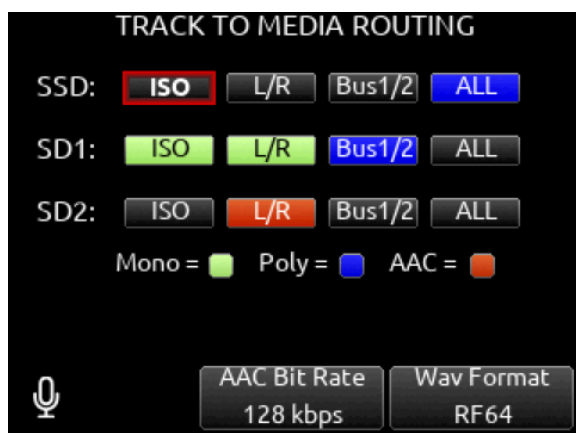 TRACK TO MEDIA ROUTING
SSD: ISO L/R Bus1/2 ALL
SD1: ISO L/R Bus1/2 ALL
SD2: ISO L/R Bus1/2 ALL
Mono = Poly = AAC =
AAC Bit Rate Wav Format
128 kbps RF64